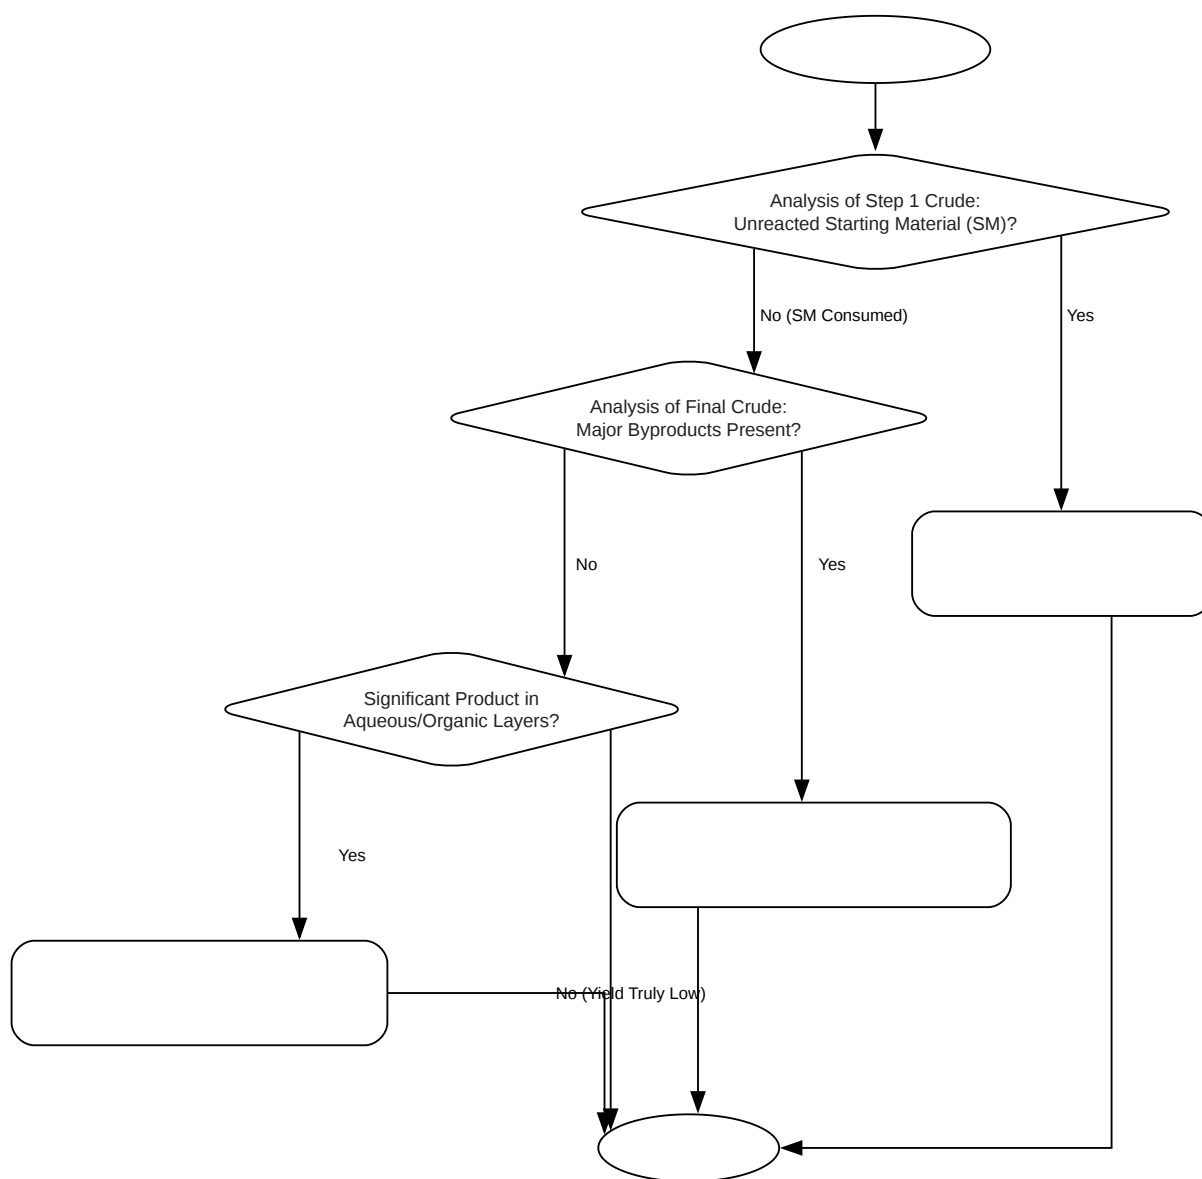 Analysis of Step 1 Crude:
Unreacted Starting Material (SM)?
No (SM Consumed)
Yes
Analysis of Final Crude:
Major Byproducts Present?
No
Yes
Significant Product in
Aqueous/Organic Layers?
Yes
No (Yield Truly Low)